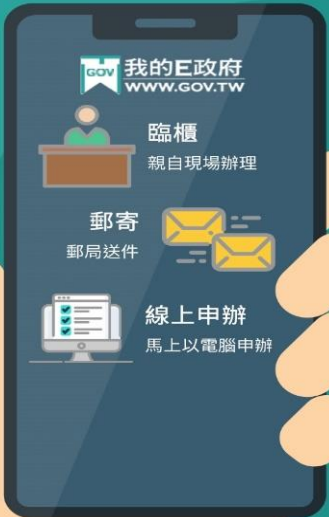 GOV 我的E政府
WWW.GOV.TW
臨櫃
親自現場辦理
郵寄
郵局送件
線上申辦
馬上以電腦申辦